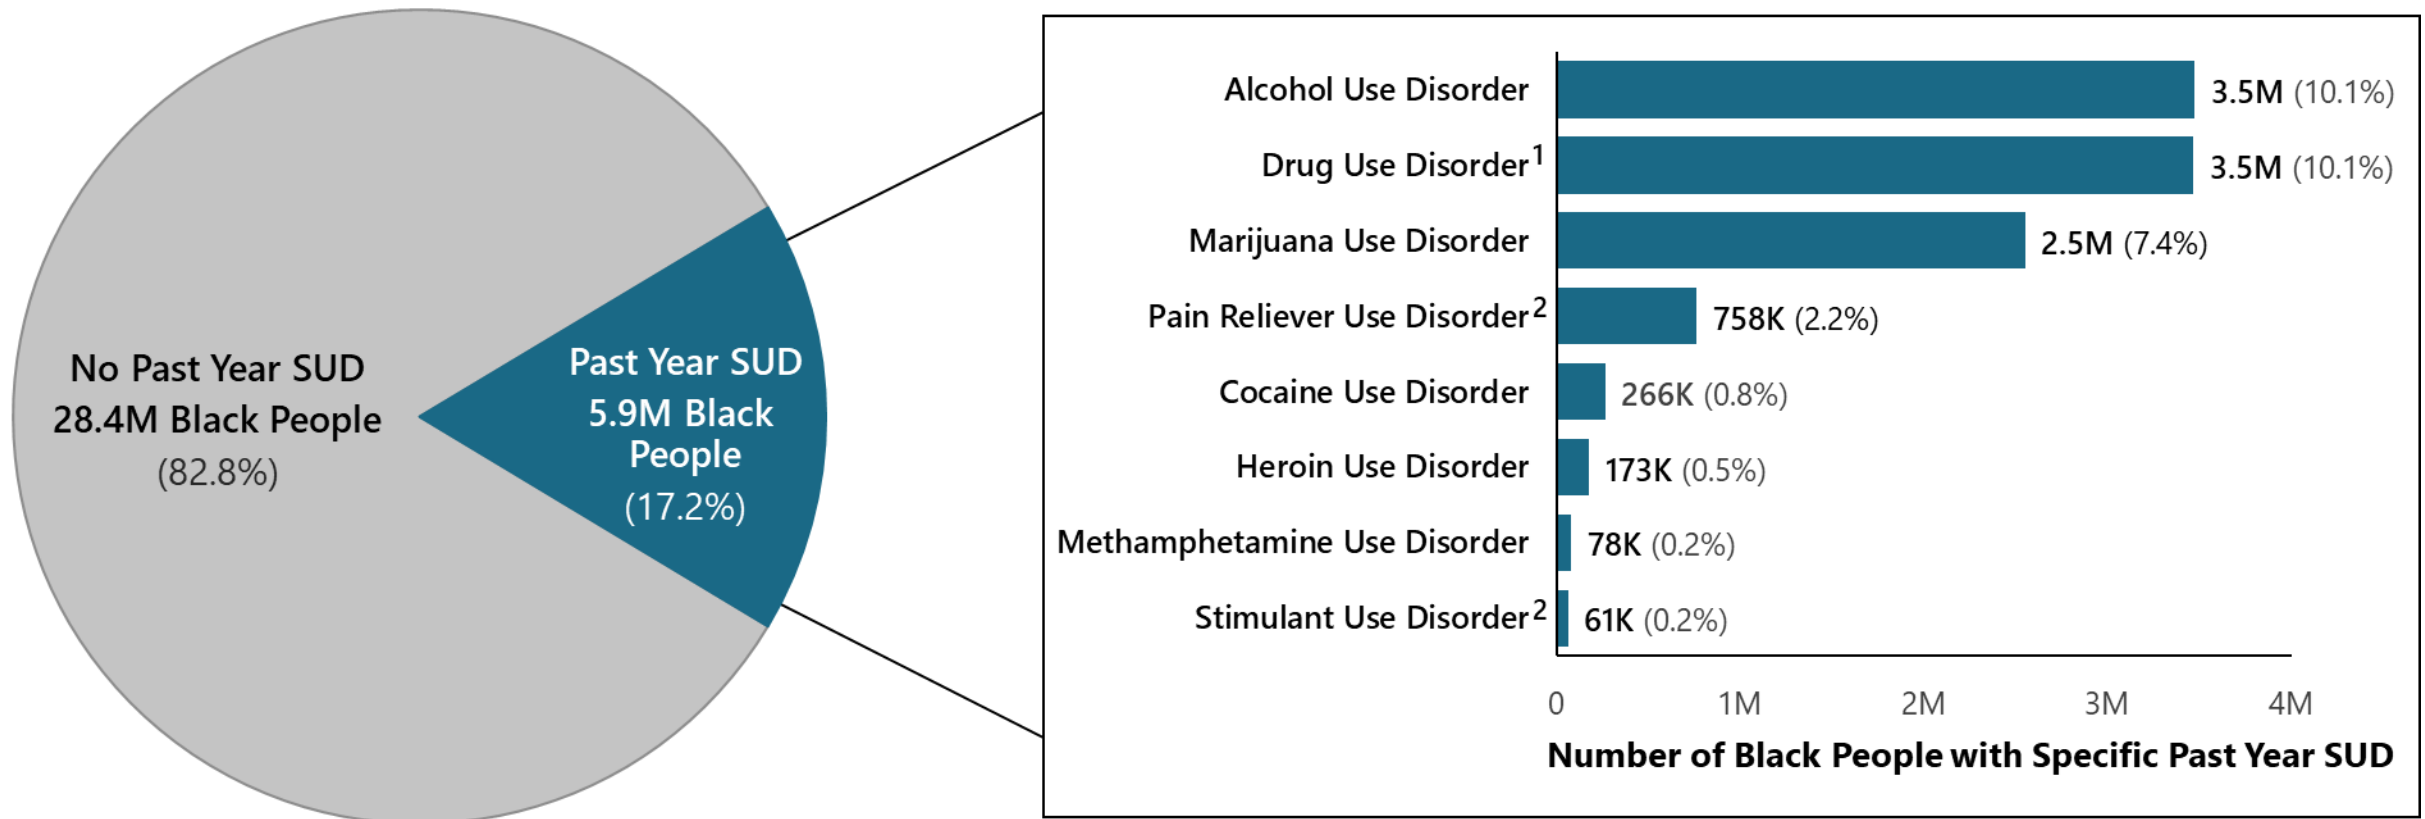 No Past Year SUD
28.4M Black People
(82.8%)
Past Year SUD
5.9M Black
People
(17.2%)
Alcohol Use Disorder 3.5M (10.1%)
Drug Use Disorder¹ 3.5M (10.1%)
Marijuana Use Disorder 2.5M (7.4%)
Pain Reliever Use Disorder² 758K (2.2%)
Cocaine Use Disorder 266K (0.8%)
Heroin Use Disorder 173K (0.5%)
Methamphetamine Use Disorder 78K (0.2%)
Stimulant Use Disorder² 61K (0.2%)
0 1M 2M 3M 4M
Number of Black People with Specific Past Year SUD